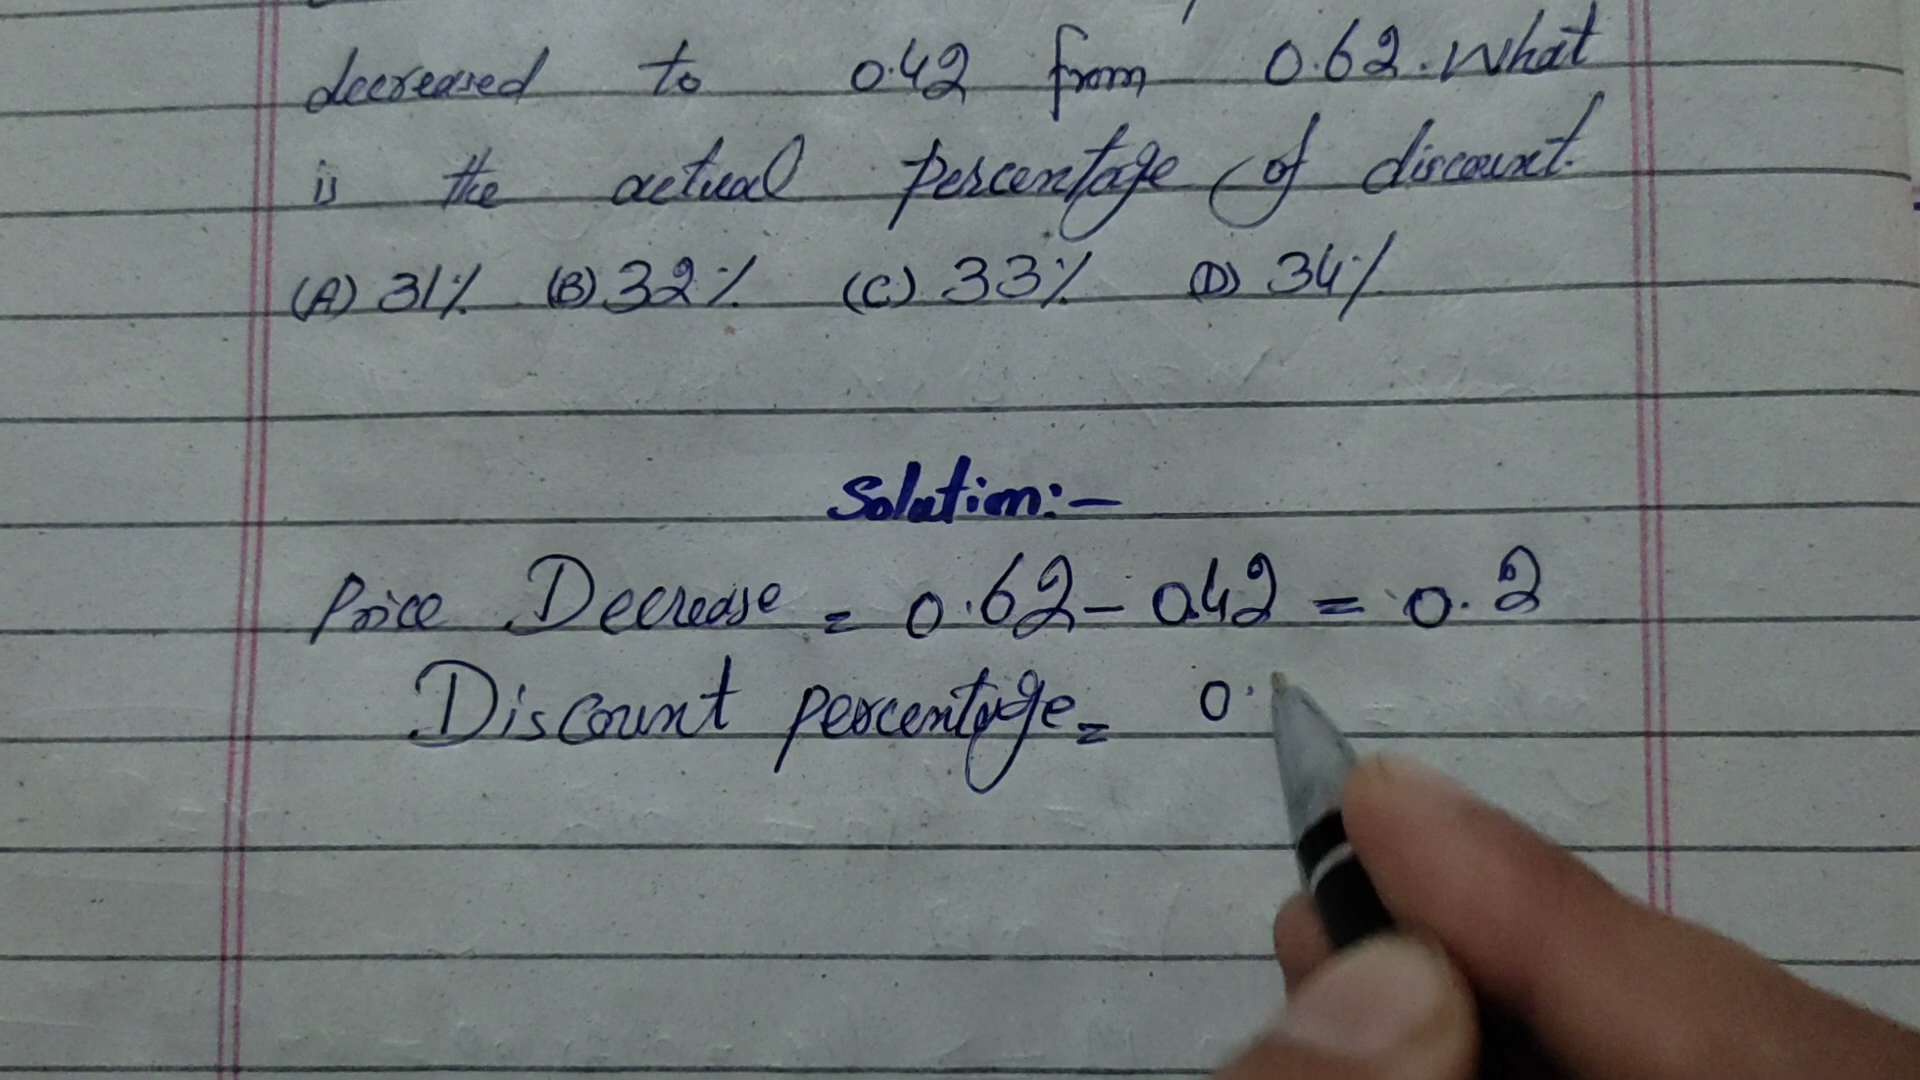 decreased to 0.42 from 0.62. What
is the actual percentage of discount.
(A) 31% (B) 32% (C) 33% (D) 34%
Solution:-
Price Decrease = 0.62 - 0.42 = 0.2
Discount percentage = 0.